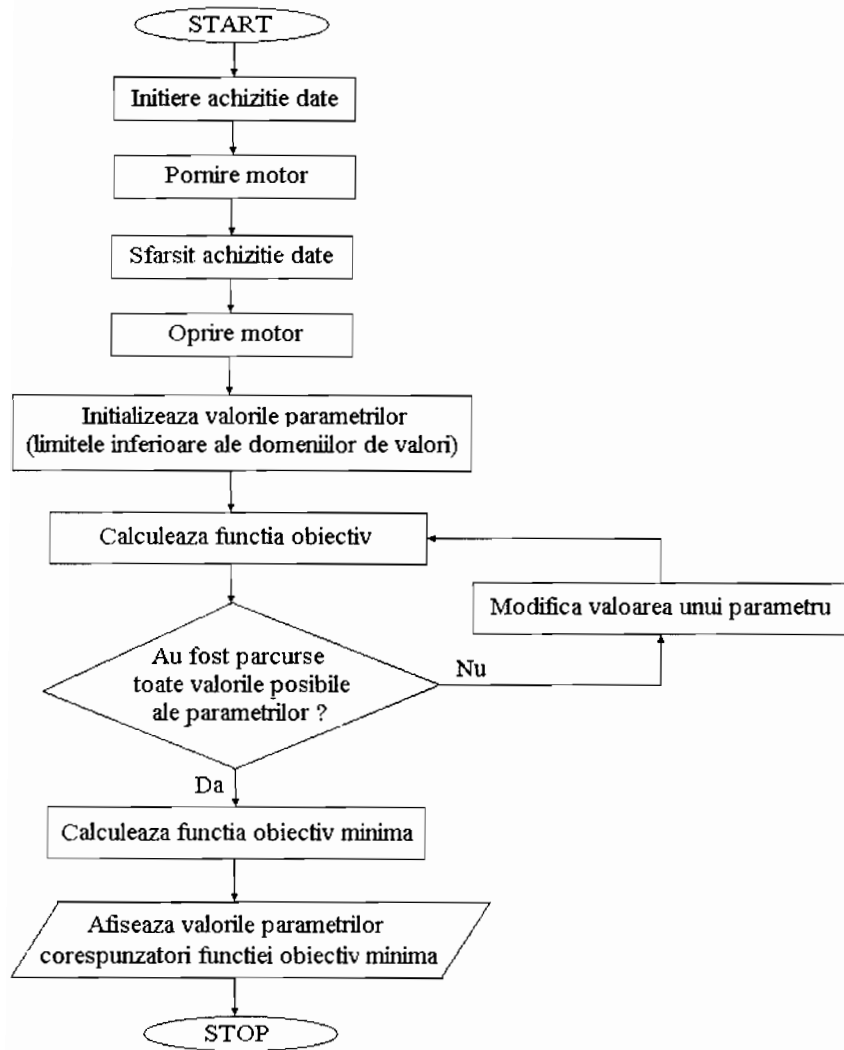 START
Initiere achizitie date
Pornire motor
Sfarsit achizitie date
Oprire motor
Initializeaza valorile parametrilor
(limitele inferioare ale domeniilor de valori)
Calculeaza functia obiectiv
Modifica valoarea unui parametru
Au fost parcurse
toate valorile posibile
ale parametrilor ?
Nu
Da
Calculeaza functia obiectiv minima
Afiseaza valorile parametrilor
corespunzatori functiei obiectiv minima
STOP